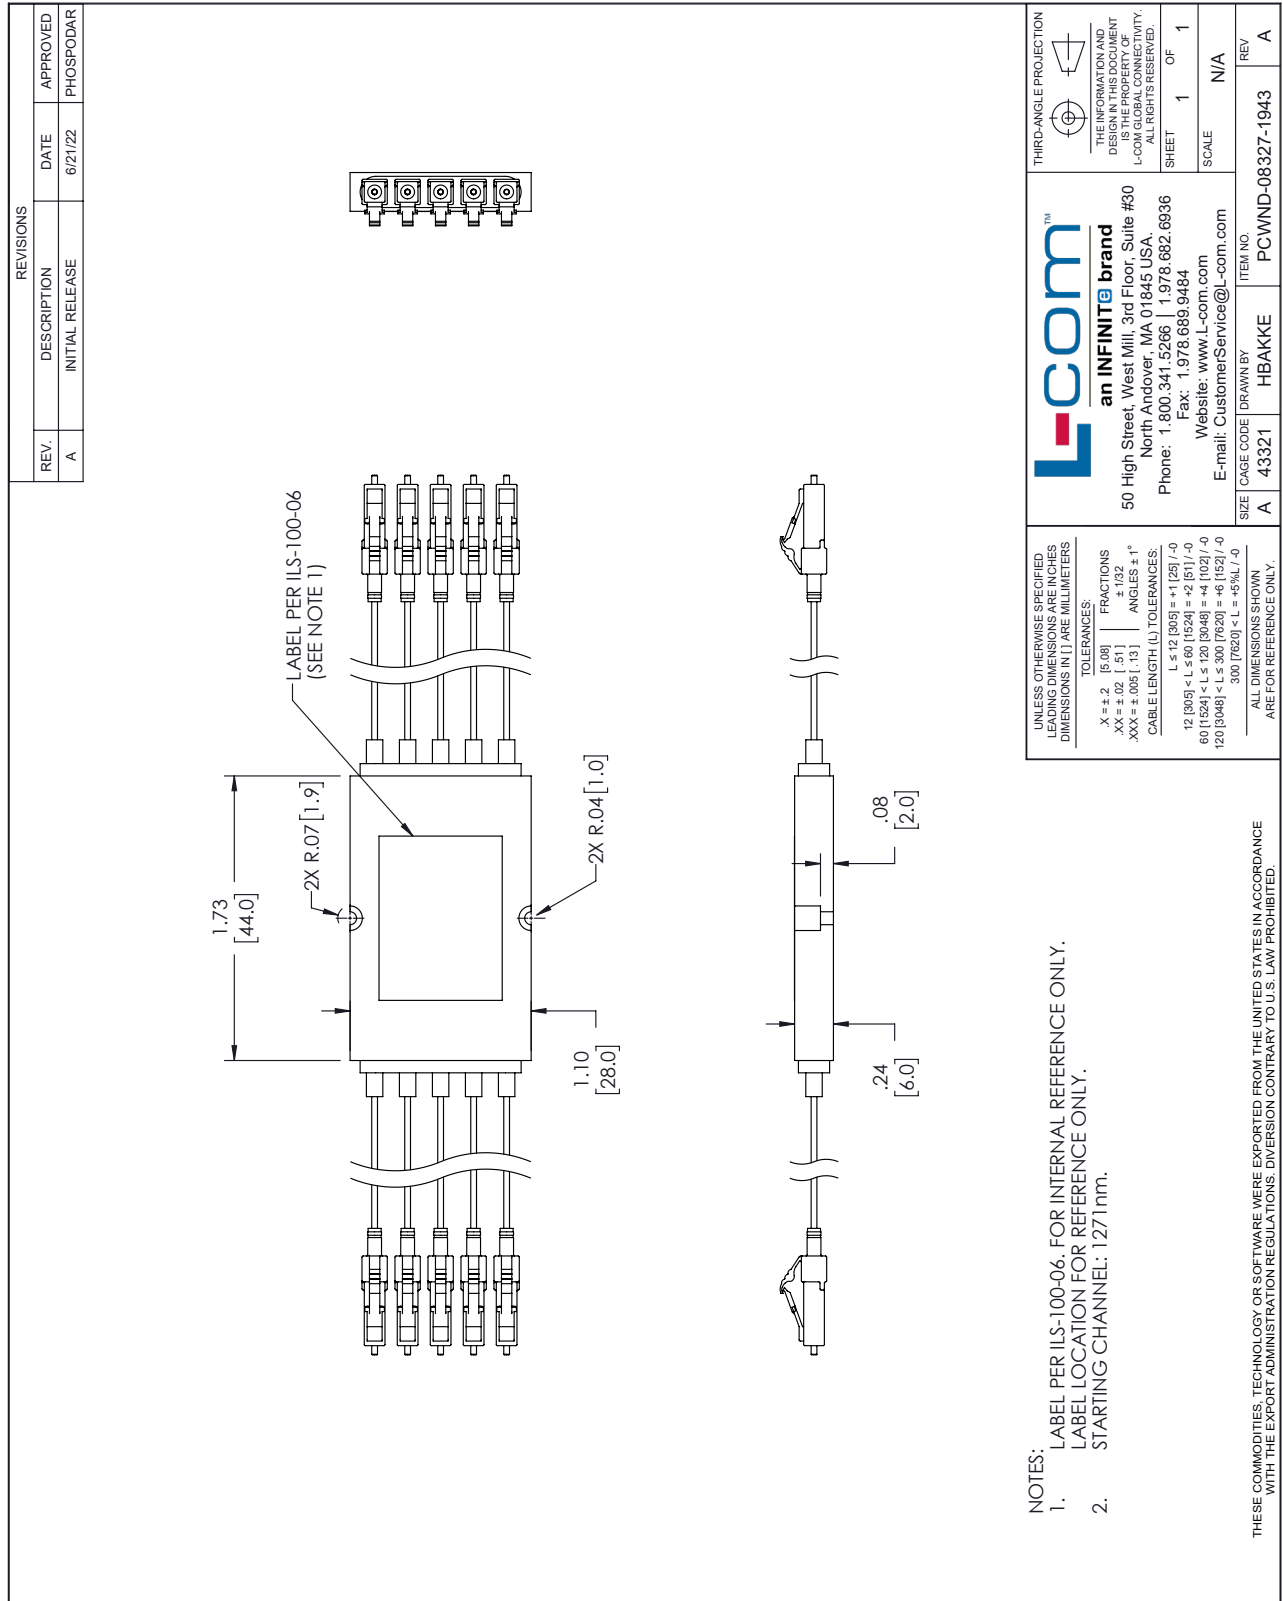 REVISIONS
REV. DESCRIPTION DATE APPROVED
A INITIAL RELEASE 6/21/22 PHOSPODAR
LABEL PER ILS-100-06
(SEE NOTE 1)
1.73
[44.0]
2X R.07 [1.9]
2X R.04 [1.0]
1.10
[28.0]
.08
[2.0]
.24
[6.0]
NOTES:
1. LABEL PER ILS-100-06. FOR INTERNAL REFERENCE ONLY.
LABEL LOCATION FOR REFERENCE ONLY.
2. STARTING CHANNEL: 1271nm.
THESE COMMODITIES, TECHNOLOGY OR SOFTWARE WERE EXPORTED FROM THE UNITED STATES IN ACCORDANCE
WITH THE EXPORT ADMINISTRATION REGULATIONS. DIVERSION CONTRARY TO U.S. LAW PROHIBITED.
UNLESS OTHERWISE SPECIFIED
LEADING DIMENSIONS ARE INCHES
DIMENSIONS IN [ ] ARE MILLIMETERS
TOLERANCES:
.X = ±.2 [5.08] FRACTIONS
.XX = ±.02 [.51] ± 1/32
.XXX = ±.005 [.13] ANGLES ± 1°
CABLE LENGTH (L) TOLERANCES:
L ≤ 12 [305] = +1 [25] / -0
12 [305] < L ≤ 60 [1524] = +2 [51] / -0
60 [1524] < L ≤ 120 [3048] = +4 [102] / -0
120 [3048] < L ≤ 300 [7620] = +6 [152] / -0
300 [7620] < L = +5%L / -0
ALL DIMENSIONS SHOWN
ARE FOR REFERENCE ONLY.
L-com™
an INFINITe brand
50 High Street, West Mill, 3rd Floor, Suite #30
North Andover, MA 01845 USA.
Phone: 1.800.341.5266 | 1.978.682.6936
Fax: 1.978.689.9484
Website: www.L-com.com
E-mail: CustomerService@L-com.com
THIRD-ANGLE PROJECTION
THE INFORMATION AND
DESIGN IN THIS DOCUMENT
IS THE PROPERTY OF
L-COM GLOBAL CONNECTIVITY.
ALL RIGHTS RESERVED.
SHEET 1 OF 1
SCALE N/A
SIZE CAGE CODE DRAWN BY ITEM NO. REV
A 43321 HBAKKE PCWND-08327-1943 A